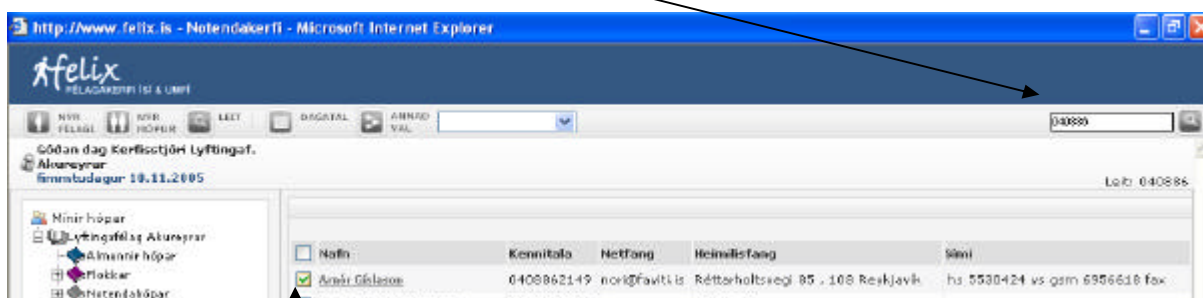 http://www.felix.is - Notendakerfi - Microsoft Internet Explorer
felix
FÉLAGAKERFI ÍSÍ & UMFÍ
NÝR FÉLAGI NÝR HÓPUR LEIT DAGATAL ANNAÐ VAL 040886
Góðan dag Kerfisstjóri Lyftingaf. Akureyrar
fimmtudagur 10.11.2005
Leit: 040886
Mínir hópar
Lyftingafélag Akureyrar
Almennir hópar
Flokkar
Notendahópar
Nafn Kennitala Netfang Heimilisfang Sími
Arnór Gíslason 0408862149 Réttarholtsvegi 85 , 108 Reykjavík hs 5530424 vs gsm 6956618 fax